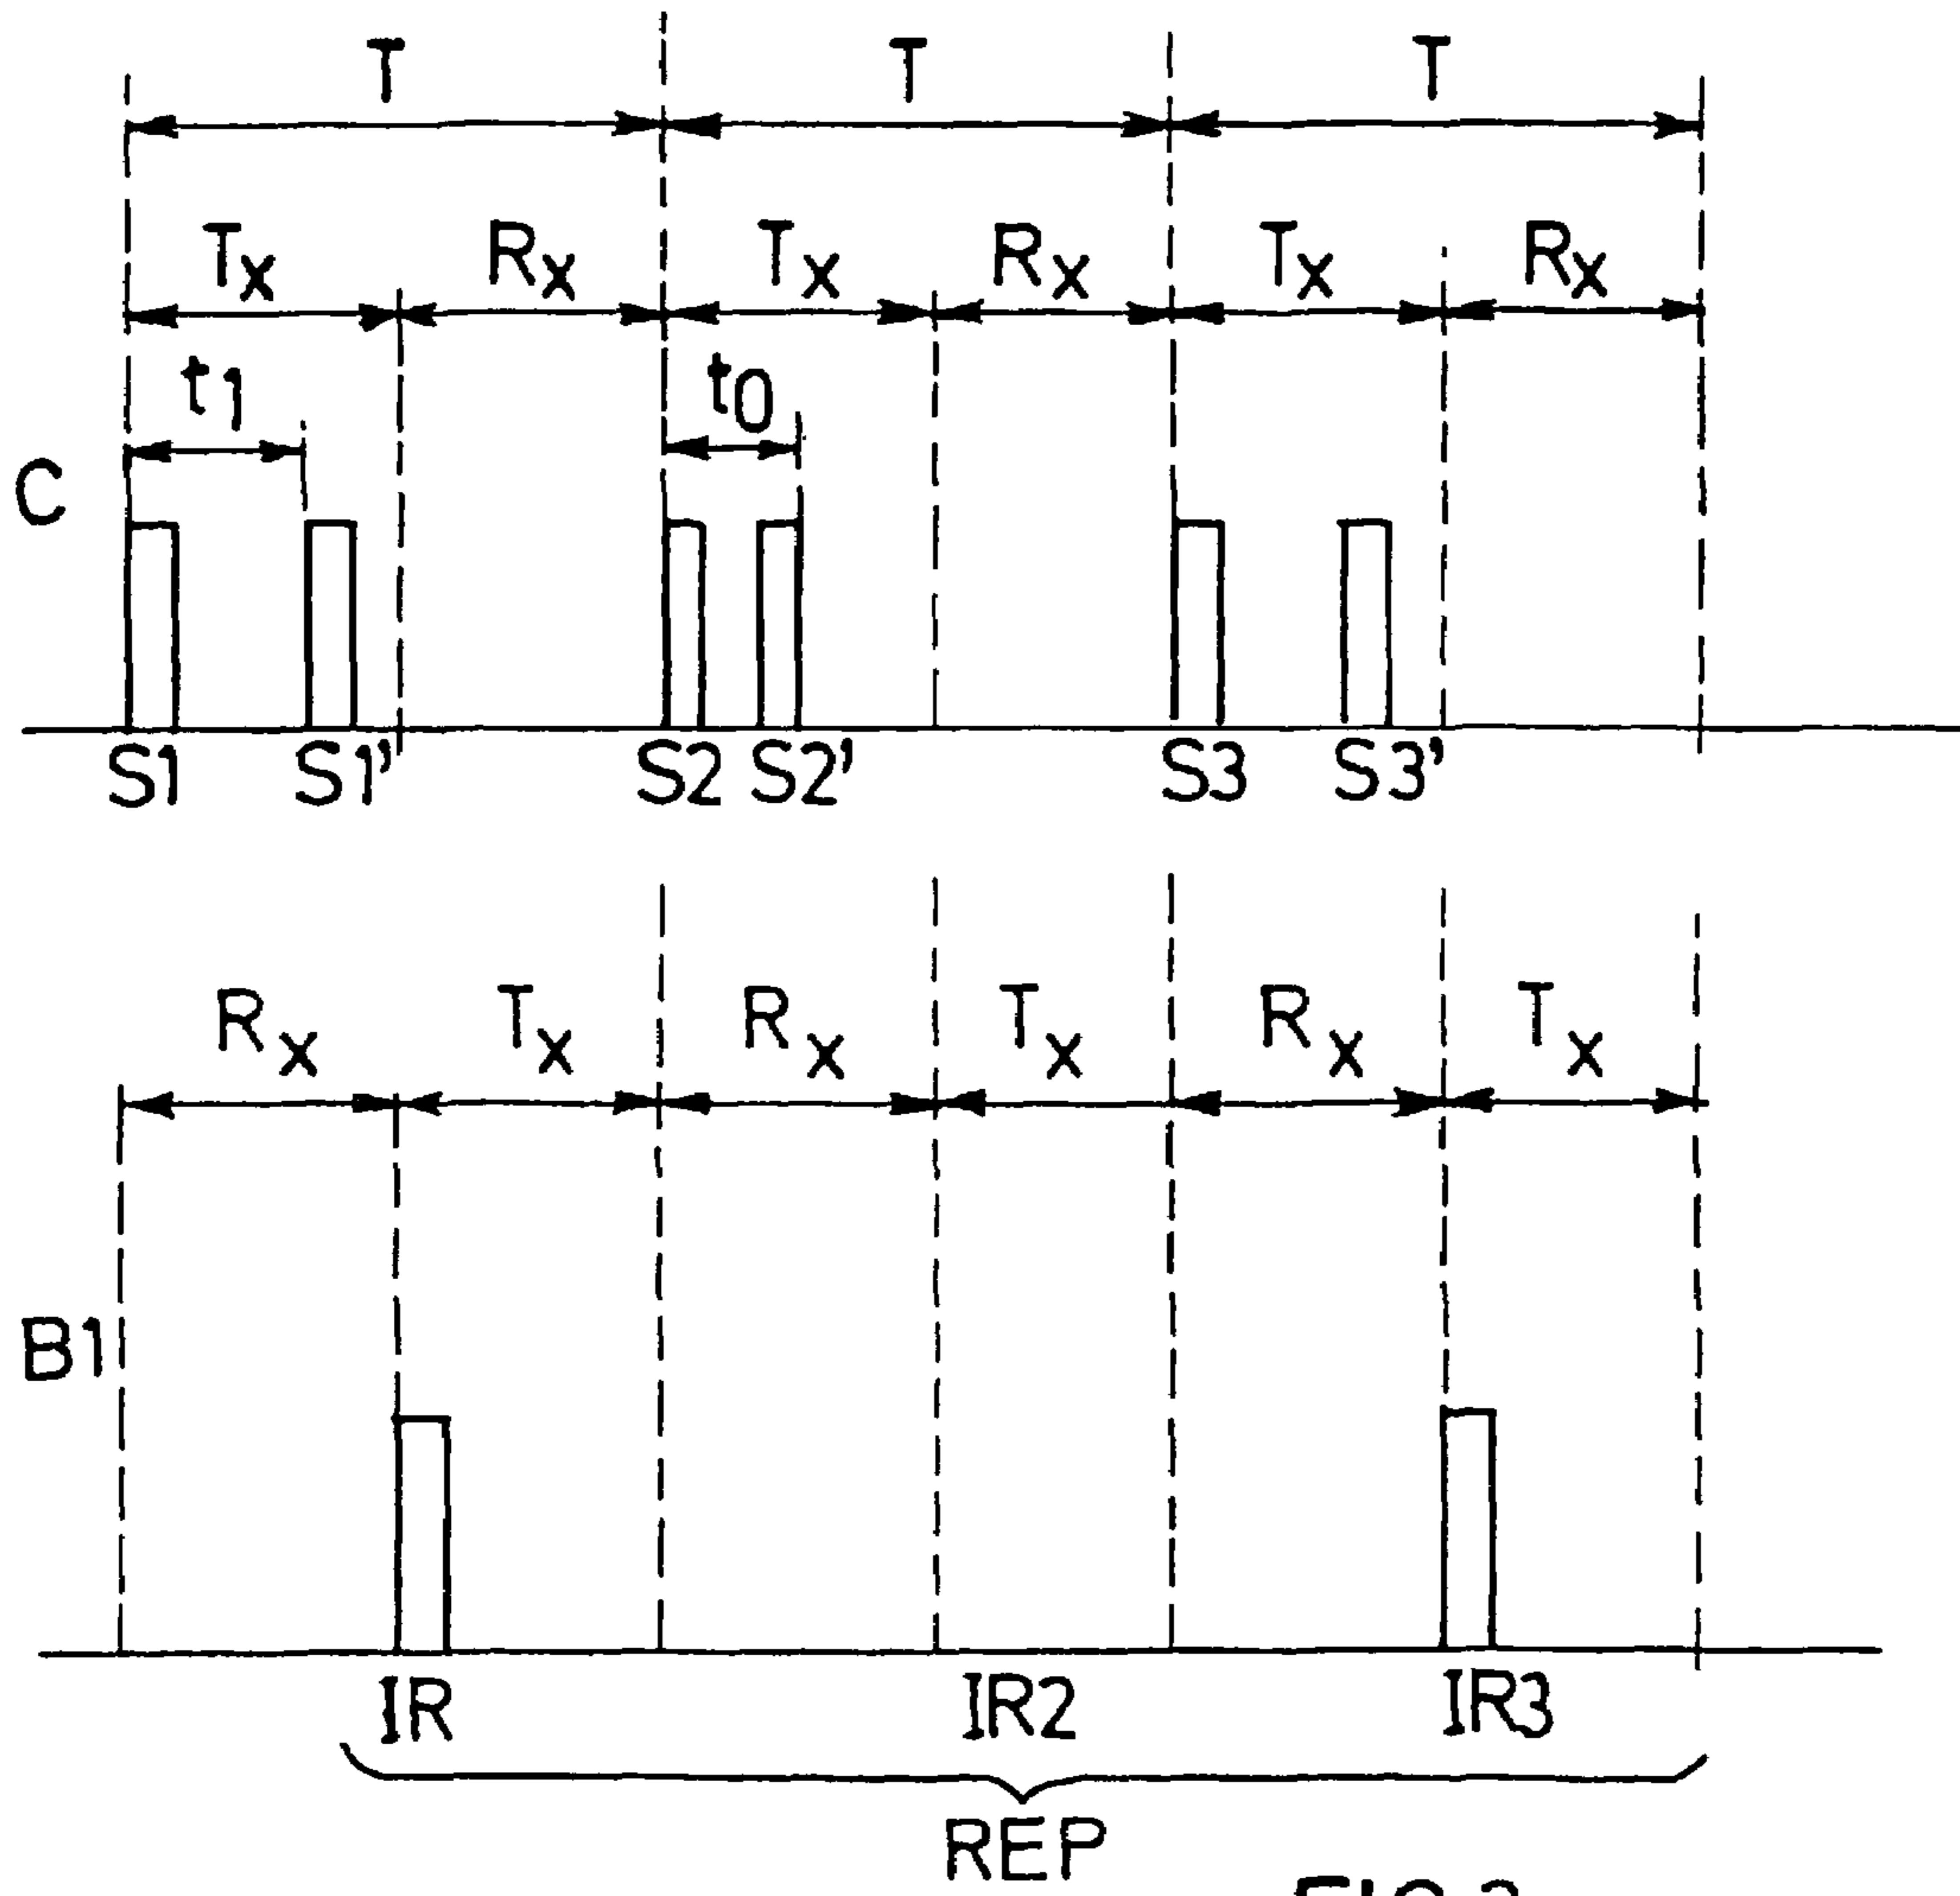 T T T
Tx Rx Tx Rx Tx Rx
t1 t0
C
S1 S1' S2 S2' S3 S3'
Rx Tx Rx Tx Rx Tx
B1
IR IR2 IR3
REP